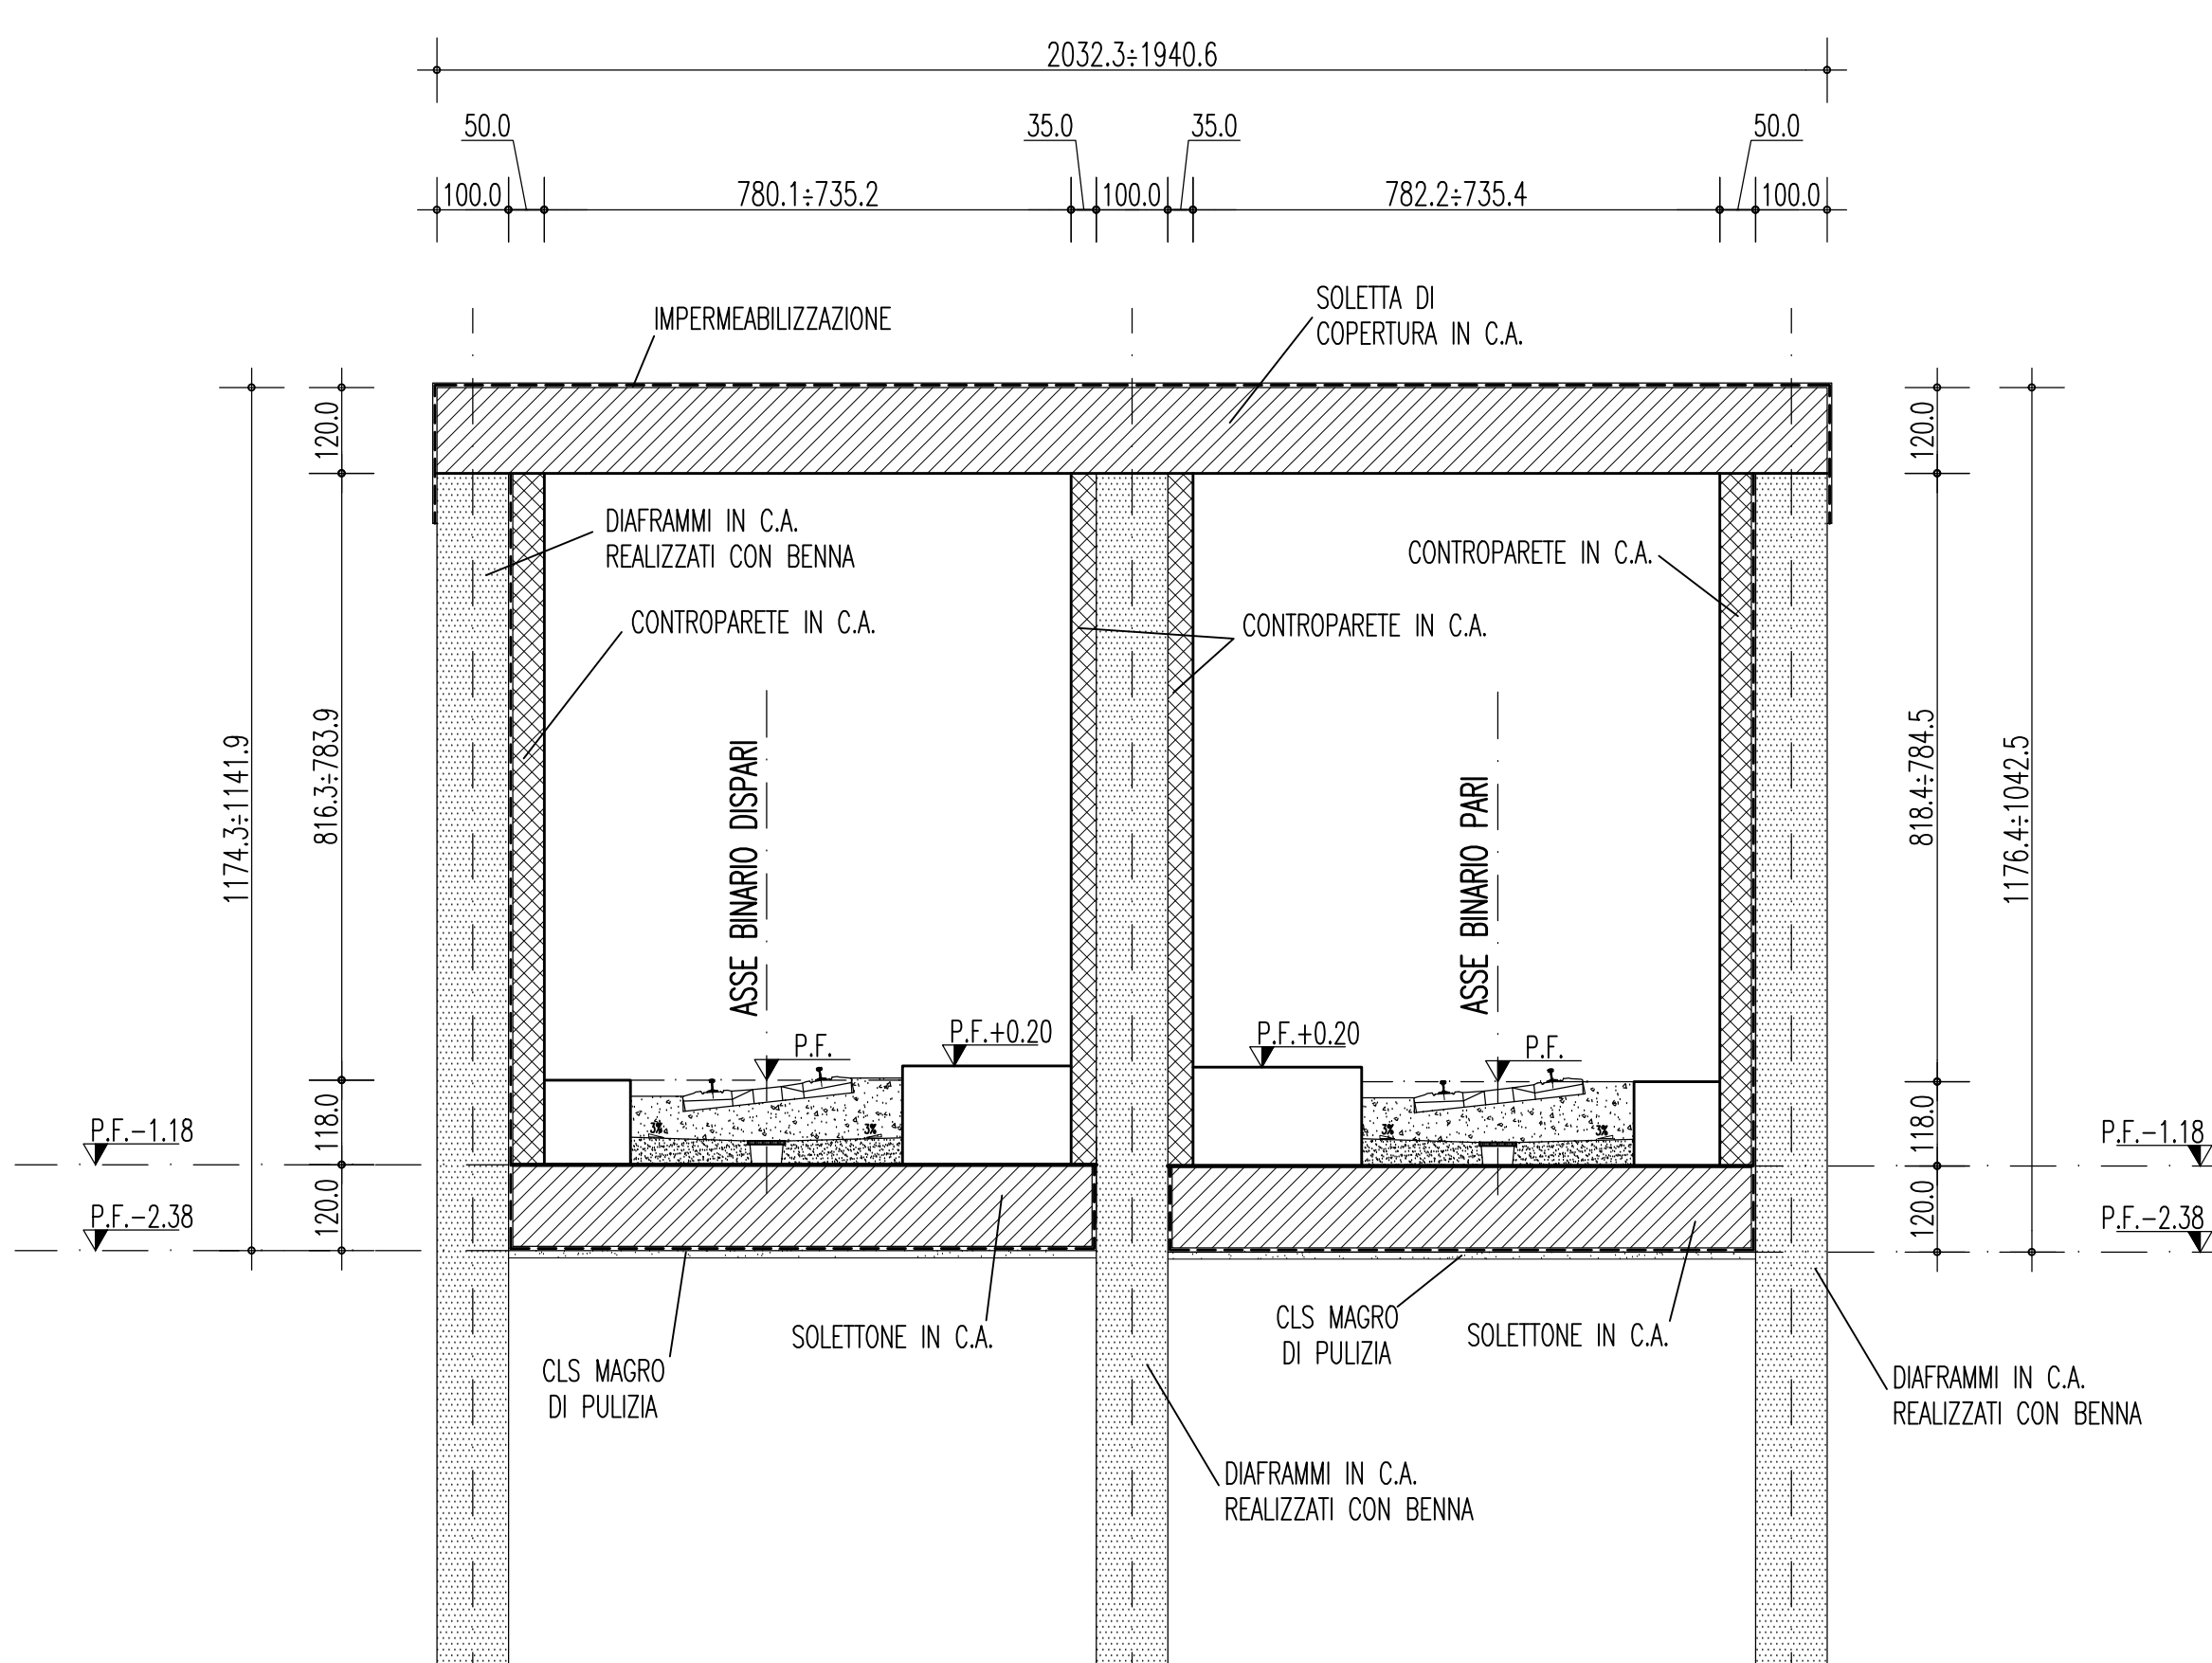 2032.3÷1940.6
50.0
35.0
35.0
50.0
100.0
780.1÷735.2
100.0
782.2÷735.4
100.0
IMPERMEABILIZZAZIONE
SOLETTA DI
COPERTURA IN C.A.
120.0
120.0
DIAFRAMMI IN C.A.
REALIZZATI CON BENNA
CONTROPARETE IN C.A.
CONTROPARETE IN C.A.
CONTROPARETE IN C.A.
1174.3÷1141.9
816.3÷783.9
ASSE BINARIO DISPARI
ASSE BINARIO PARI
818.4÷784.5
1176.4÷1042.5
P.F.
P.F.+0.20
P.F.+0.20
P.F.
3%
3%
3%
3%
P.F.-1.18
118.0
118.0
P.F.-1.18
P.F.-2.38
120.0
120.0
P.F.-2.38
SOLETTONE IN C.A.
CLS MAGRO
DI PULIZIA
CLS MAGRO
DI PULIZIA
SOLETTONE IN C.A.
DIAFRAMMI IN C.A.
REALIZZATI CON BENNA
DIAFRAMMI IN C.A.
REALIZZATI CON BENNA